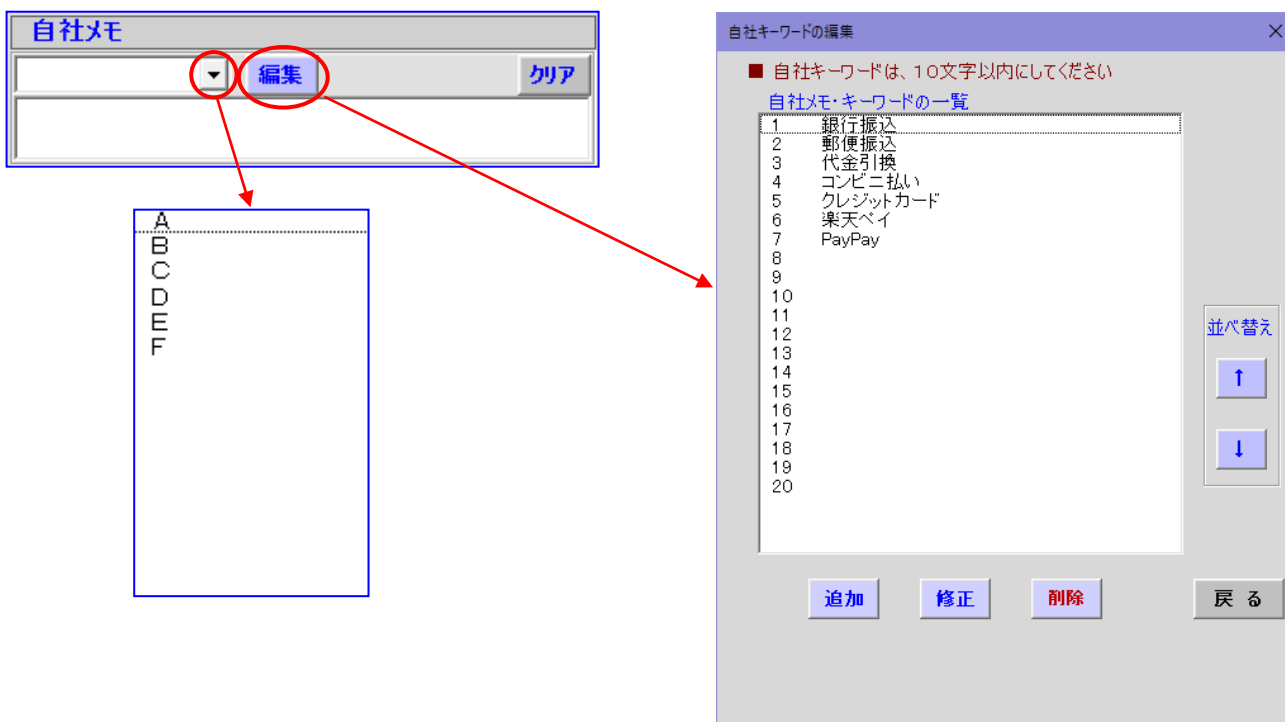 自社メモ
編集
クリア
A
B
C
D
E
F
自社キーワードの編集
■ 自社キーワードは、10文字以内にしてください
自社メモ・キーワードの一覧
1 銀行振込
2 郵便振込
3 代金引換
4 コンビニ払い
5 クレジットカード
6 楽天ペイ
7 PayPay
8
9
10
11
12
13
14
15
16
17
18
19
20
並べ替え
↑
↓
追加
修正
削除
戻る